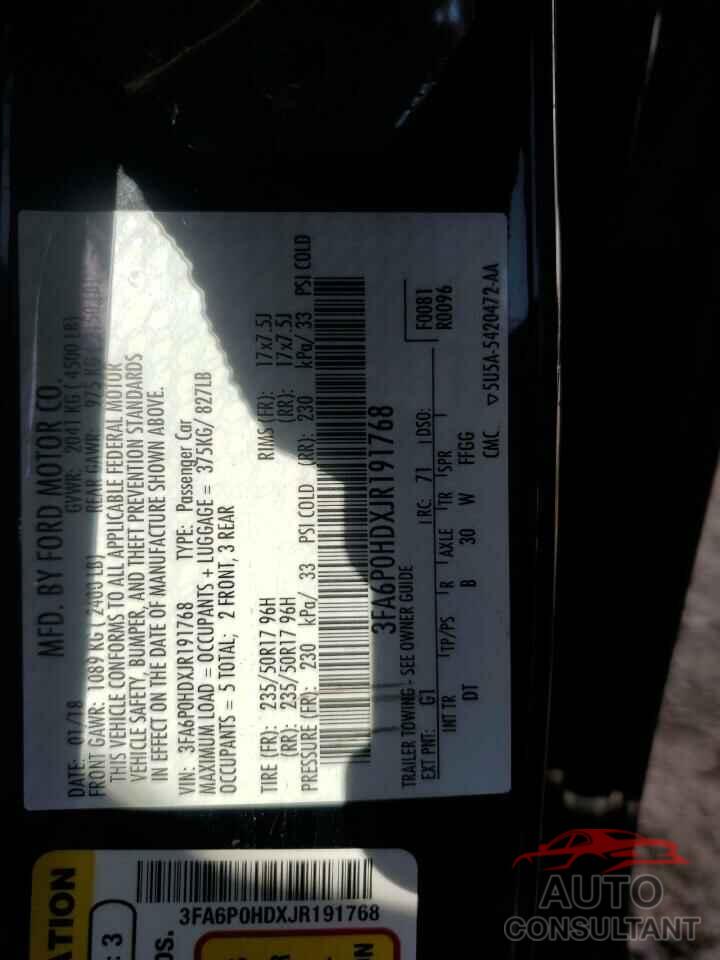 MFD. BY FORD MOTOR CO.
DATE: 01/18 GVWR: 2041 KG ( 4500 LB)
FRONT GAWR: 1089 KG ( 2400 LB) REAR GAWR: 975 KG
THIS VEHICLE CONFORMS TO ALL APPLICABLE FEDERAL MOTOR
VEHICLE SAFETY, BUMPER, AND THEFT PREVENTION STANDARDS
IN EFFECT ON THE DATE OF MANUFACTURE SHOWN ABOVE.
VIN: 3FA6P0HDXJR191768 TYPE: Passenger Car
MAXIMUM LOAD = OCCUPANTS + LUGGAGE = 375KG/ 827LB
OCCUPANTS = 5 TOTAL; 2 FRONT, 3 REAR
TIRE (FR): 235/50R17 96H RIMS (FR): 17x7.5J
(RR): 235/50R17 96H (RR): 17x7.5J
PRESSURE (FR): 230 kPa/ 33 PSI COLD (RR): 230 kPa/ 33 PSI COLD
3FA6P0HDXJR191768
TRAILER TOWING - SEE OWNER GUIDE
F0081
R0096
EXT PNT: G1 RC: 71 DSO:
INT TR TP/PS R AXLE TR SPR
DT B 30 W FFGG
CMC ▽5U5A-5420472-AA
3FA6P0HDXJR191768
: 3
AUTO
CONSULTANT